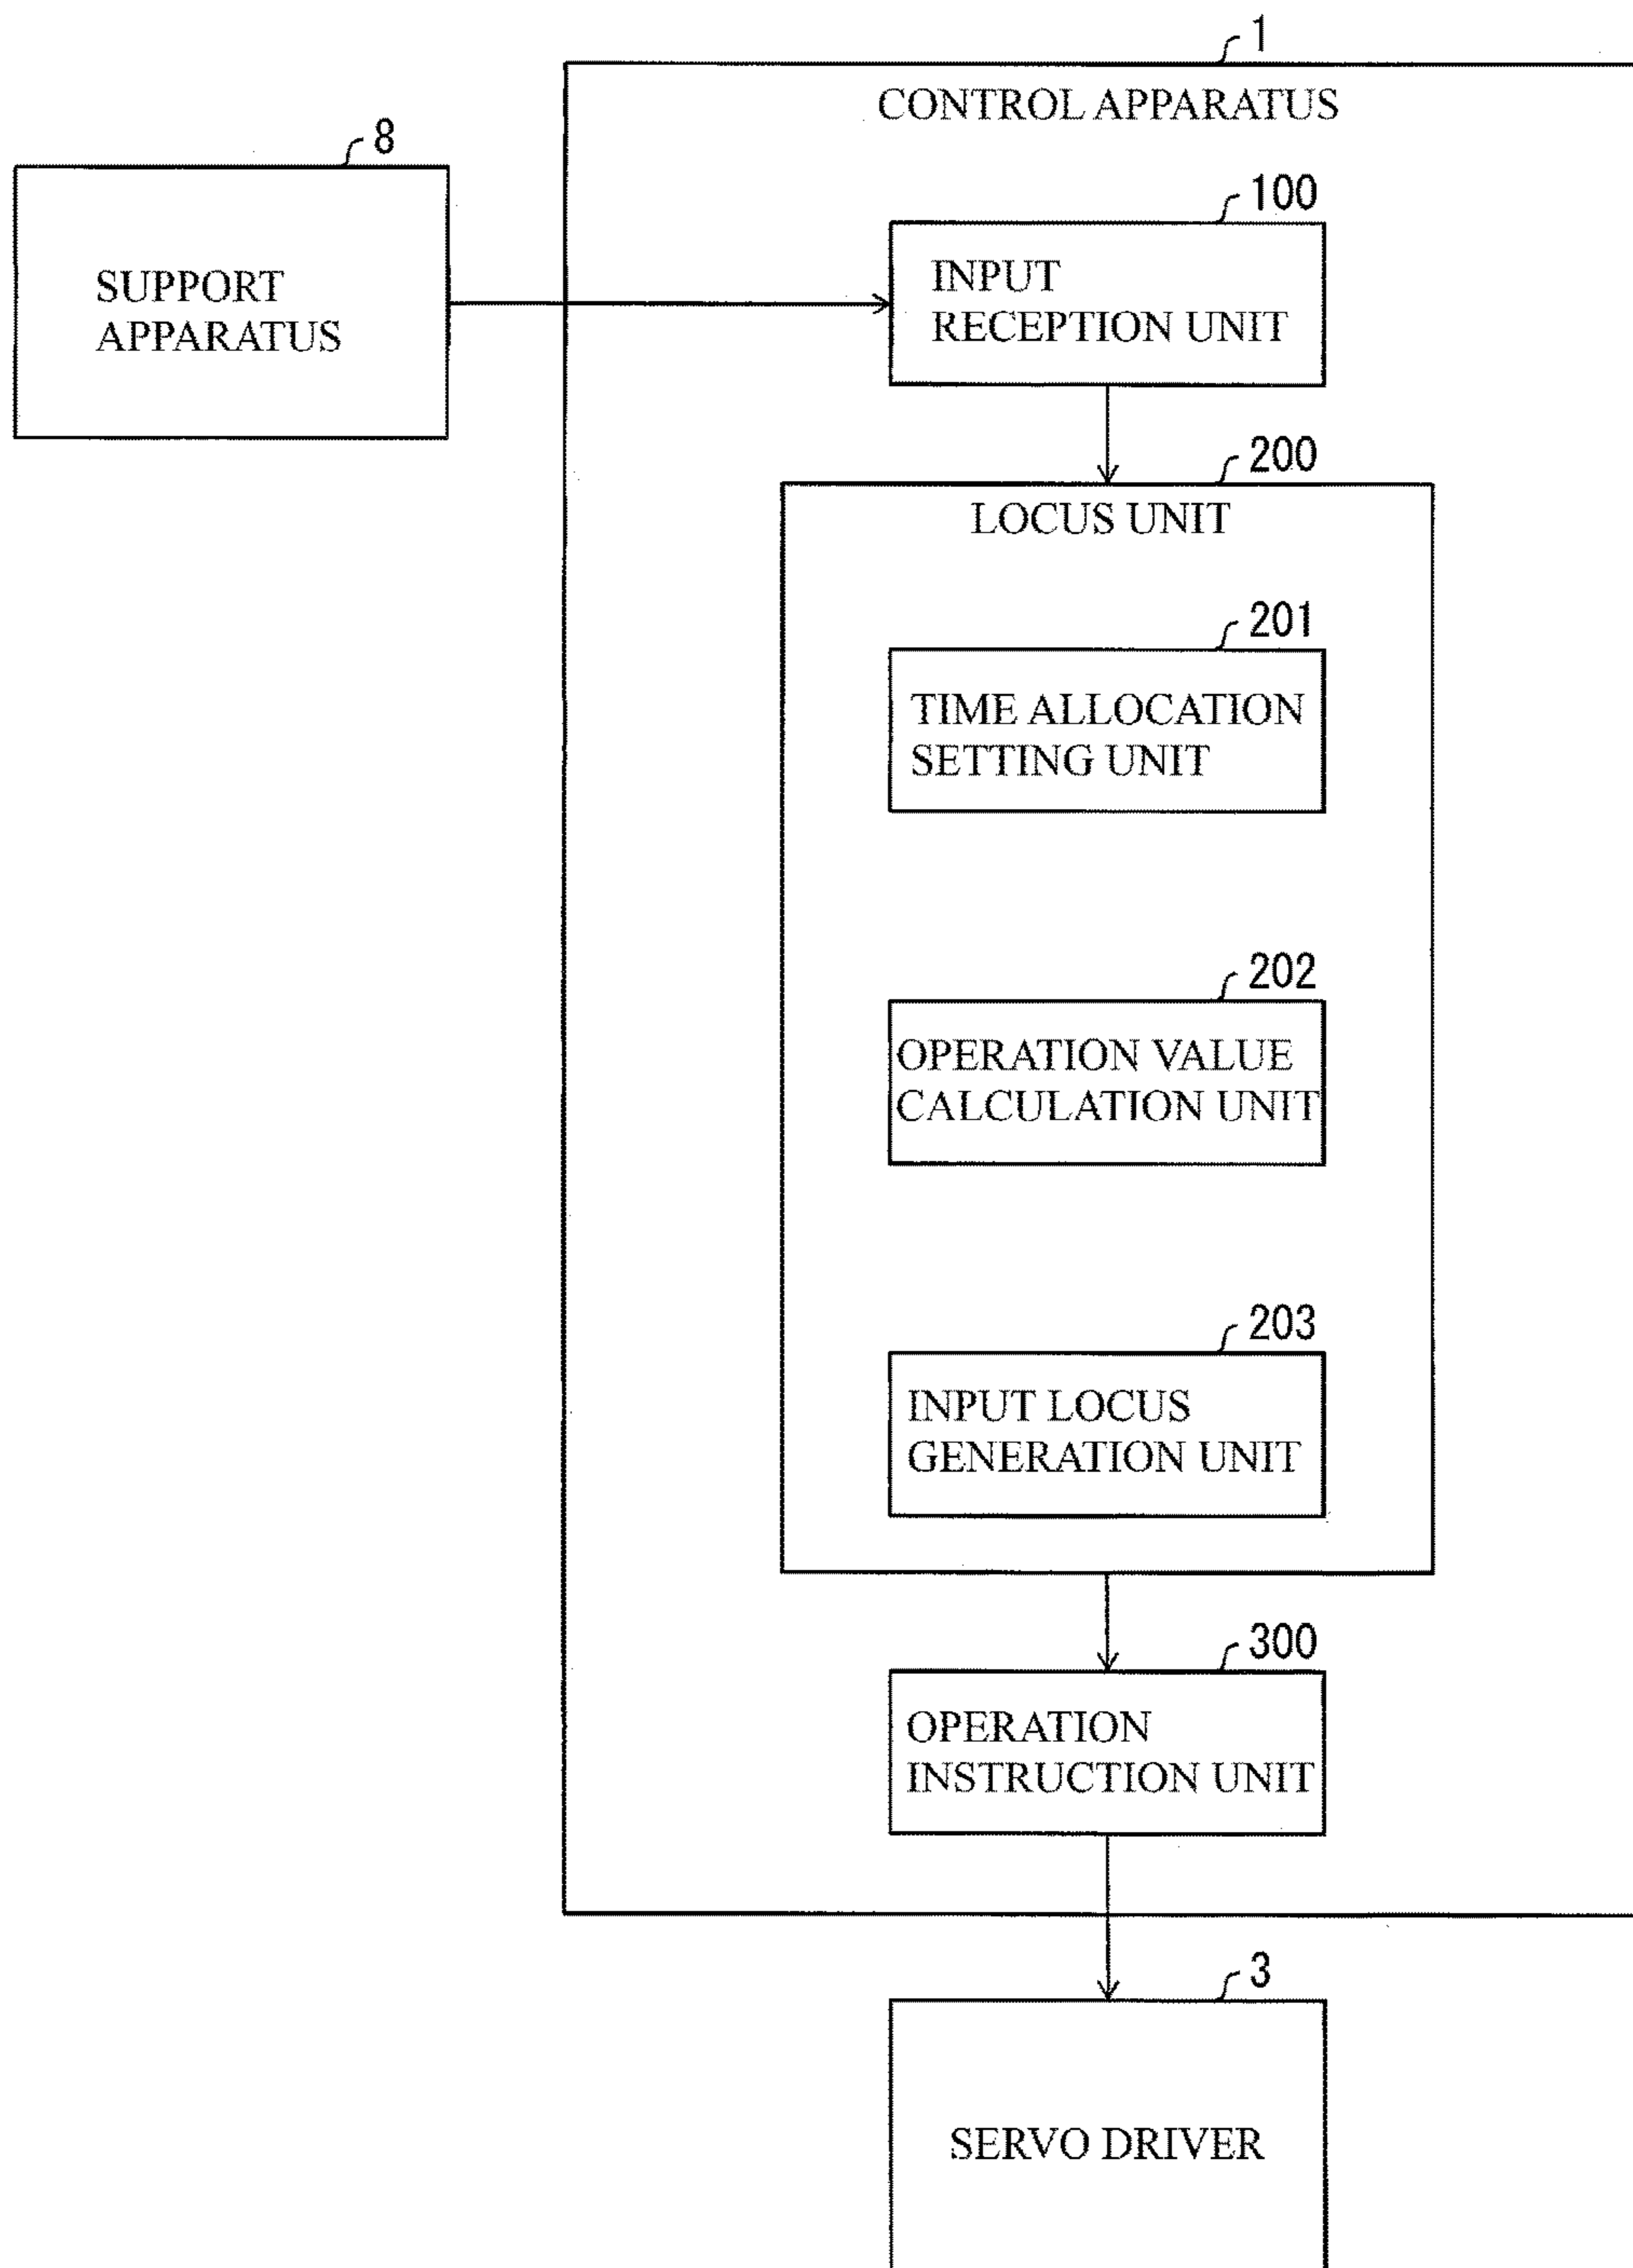 1
CONTROL APPARATUS
8
SUPPORT
APPARATUS
100
INPUT
RECEPTION UNIT
200
LOCUS UNIT
201
TIME ALLOCATION
SETTING UNIT
202
OPERATION VALUE
CALCULATION UNIT
203
INPUT LOCUS
GENERATION UNIT
300
OPERATION
INSTRUCTION UNIT
3
SERVO DRIVER